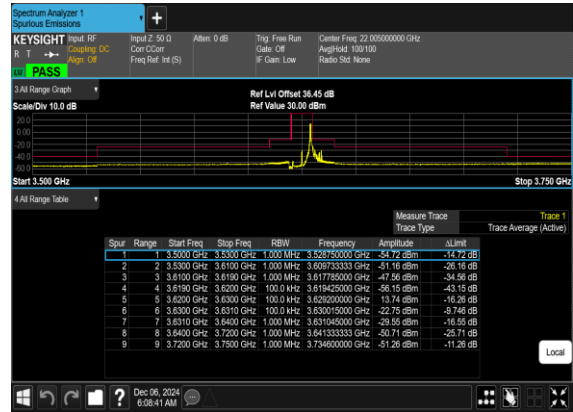 Spectrum Analyzer 1
Spurious Emissions
KEYSIGHT Input: RF Input Z: 50 Ω Atten: 0 dB Trig: Free Run Center Freq: 22.005000000 GHz
R T Coupling: DC Corr CCorr Gate: Off Avg|Hold: 100/100
Align: Off Freq Ref: Int (S) IF Gain: Low Radio Std: None
PASS
3 All Range Graph
Ref Lvl Offset 36.45 dB
Scale/Div 10.0 dB Ref Value 30.00 dBm
20.0
0.00
-20.0
-40.0
-60.0
Start 3.500 GHz Stop 3.750 GHz
4 All Range Table
Measure Trace Trace 1
Trace Type Trace Average (Active)
Spur Range Start Freq Stop Freq RBW Frequency Amplitude ΔLimit
1 1 3.5000 GHz 3.5300 GHz 1.000 MHz 3.528750000 GHz -54.72 dBm -14.72 dB
2 2 3.5300 GHz 3.6100 GHz 1.000 MHz 3.609733333 GHz -51.16 dBm -26.16 dB
3 3 3.6100 GHz 3.6190 GHz 1.000 MHz 3.617785000 GHz -47.56 dBm -34.56 dB
4 4 3.6190 GHz 3.6200 GHz 100.0 kHz 3.619425000 GHz -56.15 dBm -43.15 dB
5 5 3.6200 GHz 3.6300 GHz 100.0 kHz 3.629200000 GHz 13.74 dBm -16.26 dB
6 6 3.6300 GHz 3.6310 GHz 100.0 kHz 3.630015000 GHz -22.75 dBm -9.746 dB
7 7 3.6310 GHz 3.6400 GHz 1.000 MHz 3.631045000 GHz -29.55 dBm -16.55 dB
8 8 3.6400 GHz 3.7200 GHz 1.000 MHz 3.641333333 GHz -50.71 dBm -25.71 dB
9 9 3.7200 GHz 3.7500 GHz 1.000 MHz 3.734600000 GHz -51.26 dBm -11.26 dB
Local
Dec 06, 2024
6:08:41 AM